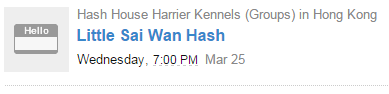 Hello
Hash House Harrier Kennels (Groups) in Hong Kong
Little Sai Wan Hash
Wednesday, 7:00 PM Mar 25